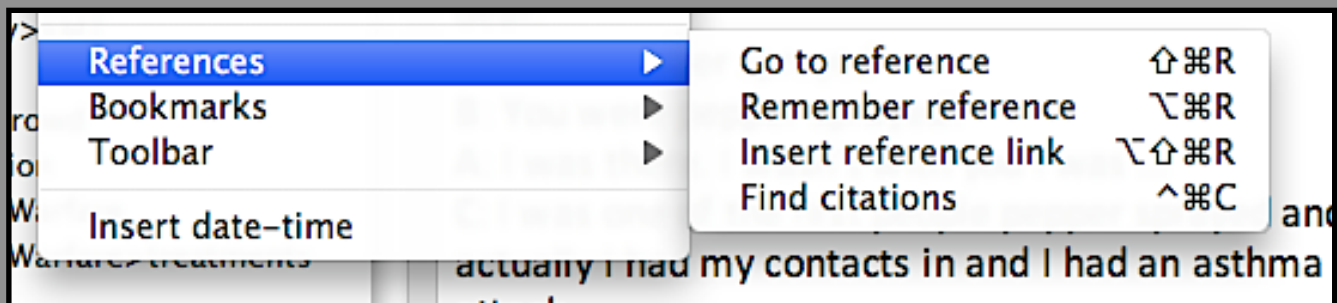 References
Bookmarks
Toolbar
Insert date-time
Go to reference ⇧⌘R
Remember reference ⌥⌘R
Insert reference link ⌥⇧⌘R
Find citations ^⌘C
and
actually I had my contacts in and I had an asthma